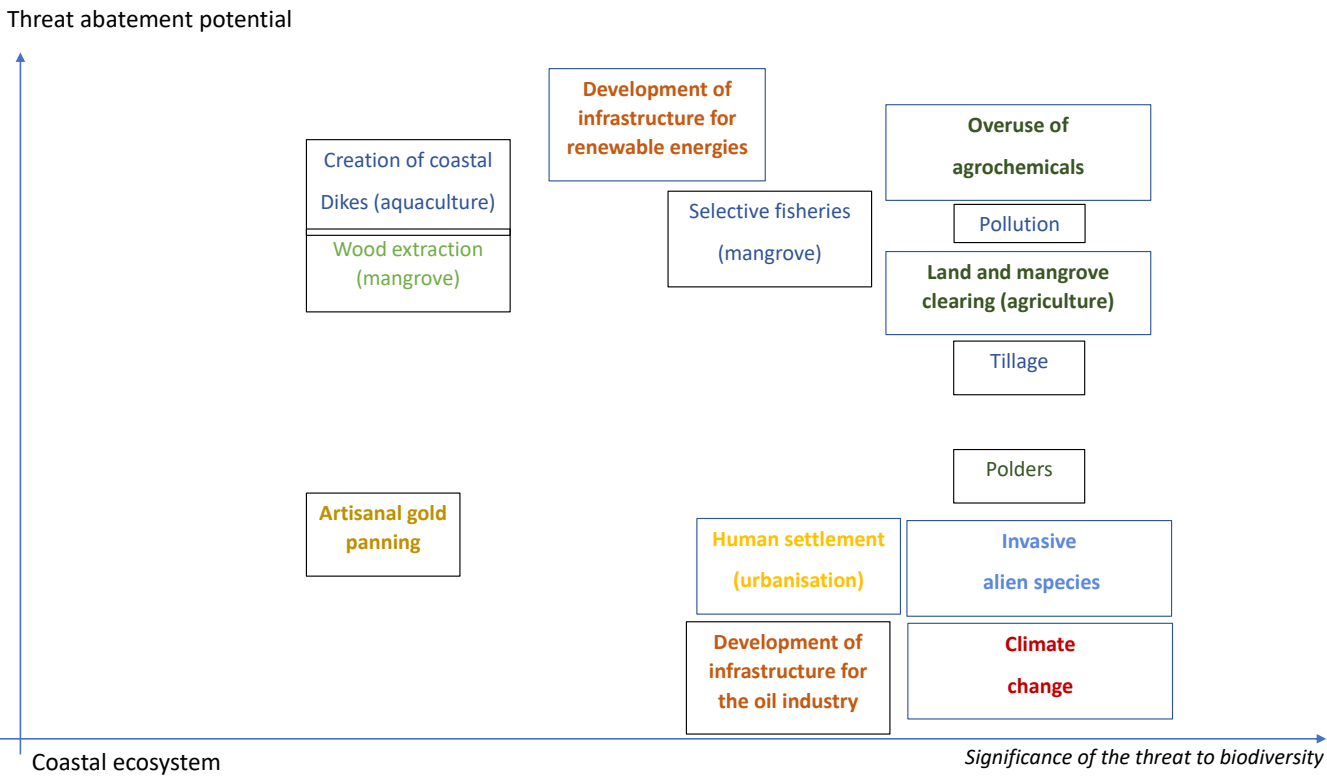 Threat abatement potential
Development of
infrastructure for
renewable energies
Overuse of
agrochemicals
Creation of coastal
Dikes (aquaculture)
Selective fisheries
(mangrove)
Pollution
Wood extraction
(mangrove)
Land and mangrove
clearing (agriculture)
Tillage
Polders
Artisanal gold
panning
Human settlement
(urbanisation)
Invasive
alien species
Development of
infrastructure for
the oil industry
Climate
change
Coastal ecosystem
Significance of the threat to biodiversity